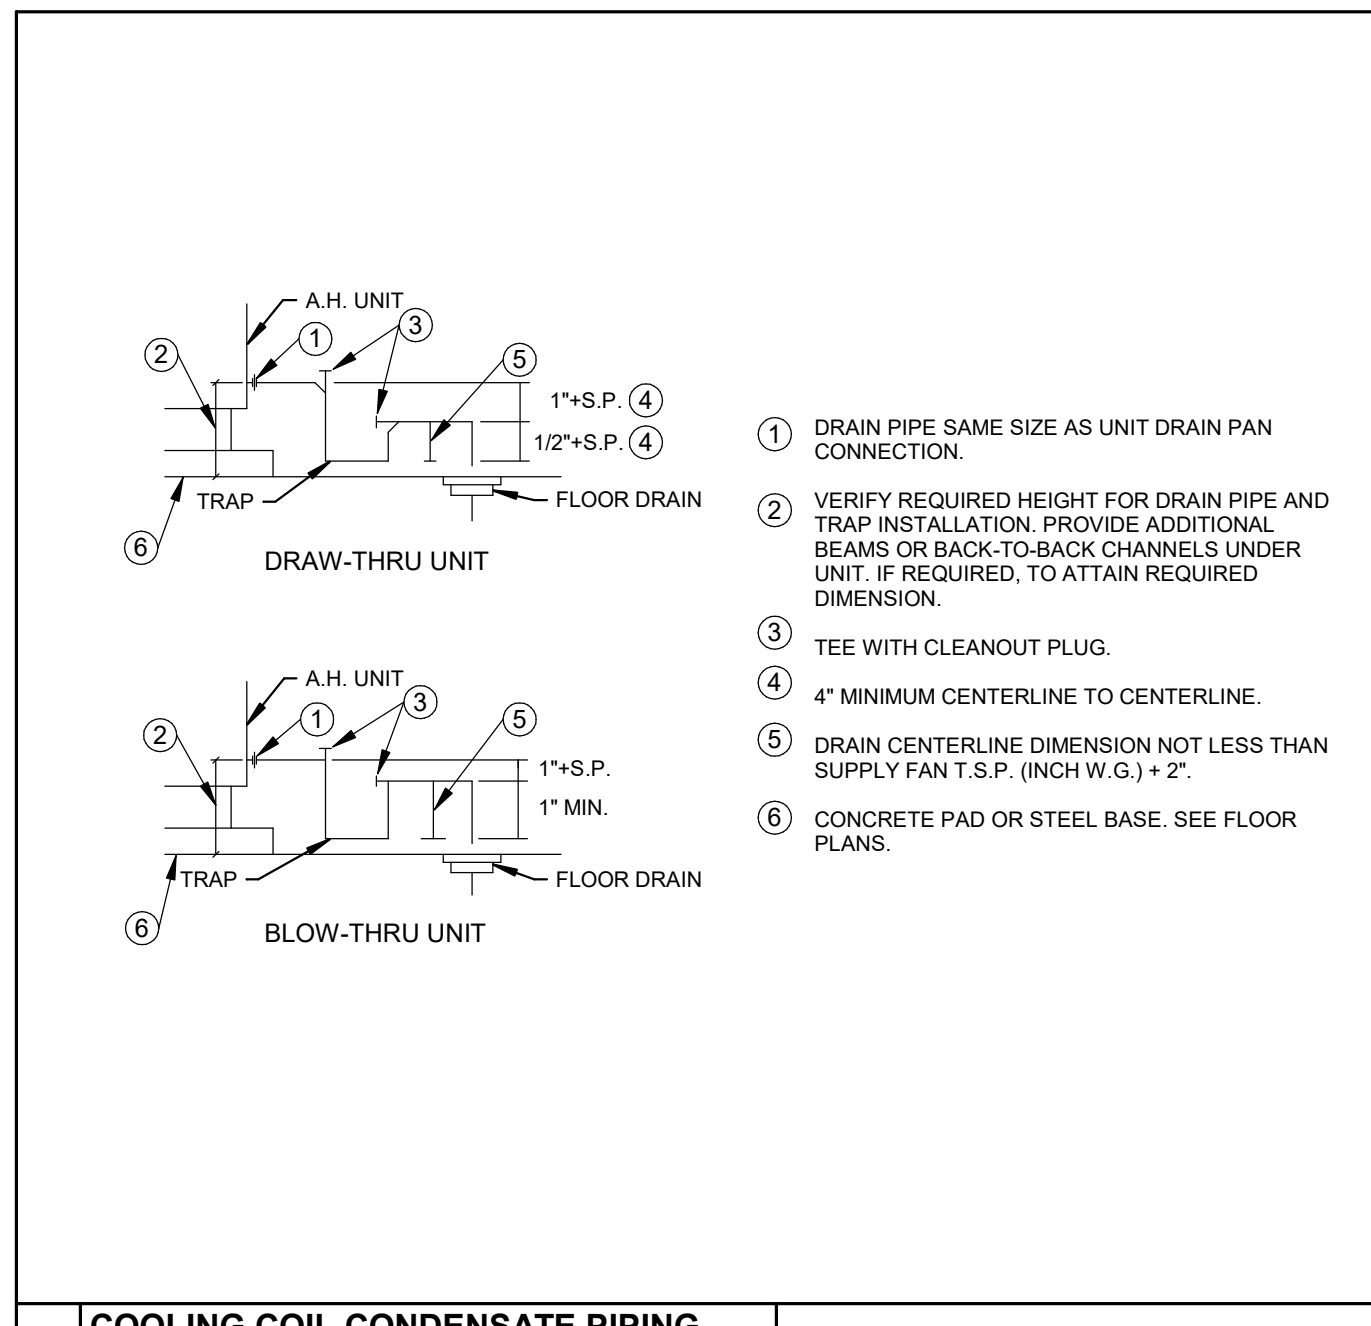 A.H. UNIT
1
3
2
5
1"+S.P. 4
1/2"+S.P. 4
TRAP
FLOOR DRAIN
6
DRAW-THRU UNIT
A.H. UNIT
3
1
5
2
1"+S.P.
1" MIN.
TRAP
FLOOR DRAIN
6
BLOW-THRU UNIT
1 DRAIN PIPE SAME SIZE AS UNIT DRAIN PAN
CONNECTION.
2 VERIFY REQUIRED HEIGHT FOR DRAIN PIPE AND
TRAP INSTALLATION. PROVIDE ADDITIONAL
BEAMS OR BACK-TO-BACK CHANNELS UNDER
UNIT. IF REQUIRED, TO ATTAIN REQUIRED
DIMENSION.
3 TEE WITH CLEANOUT PLUG.
4 4" MINIMUM CENTERLINE TO CENTERLINE.
5 DRAIN CENTERLINE DIMENSION NOT LESS THAN
SUPPLY FAN T.S.P. (INCH W.G.) + 2".
6 CONCRETE PAD OR STEEL BASE. SEE FLOOR
PLANS.
COOLING COIL CONDENSATE PIPING